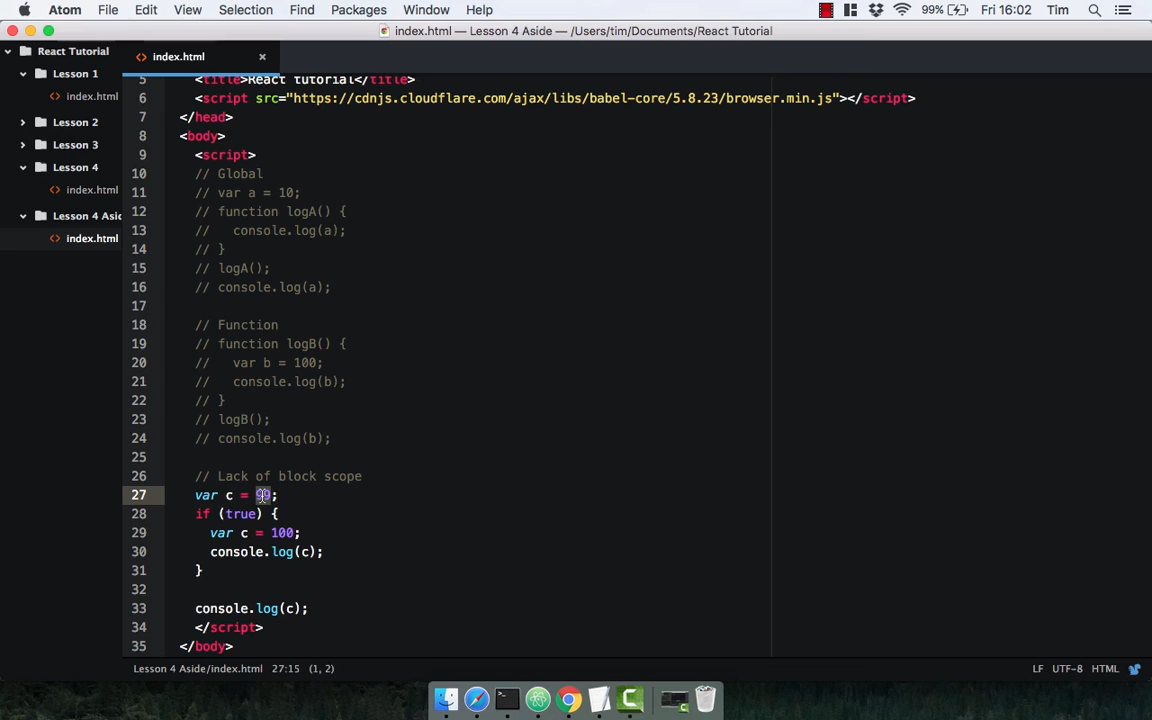 Atom File Edit View Selection Find Packages Window Help 99% Fri 16:02 Tim
index.html — Lesson 4 Aside — /Users/tim/Documents/React Tutorial
React Tutorial
Lesson 1
index.html
Lesson 2
Lesson 3
Lesson 4
index.html
Lesson 4 Asid
index.html
index.html
5 <title>React tutorial</title>
6 <script src="https://cdnjs.cloudflare.com/ajax/libs/babel-core/5.8.23/browser.min.js"></script>
7 </head>
8 <body>
9 <script>
10 // Global
11 // var a = 10;
12 // function logA() {
13 //   console.log(a);
14 // }
15 // logA();
16 // console.log(a);
17
18 // Function
19 // function logB() {
20 //   var b = 100;
21 //   console.log(b);
22 // }
23 // logB();
24 // console.log(b);
25
26 // Lack of block scope
27 var c = 99;
28 if (true) {
29 var c = 100;
30 console.log(c);
31 }
32
33 console.log(c);
34 </script>
35 </body>
Lesson 4 Aside/index.html 27:15 (1, 2) LF UTF-8 HTML